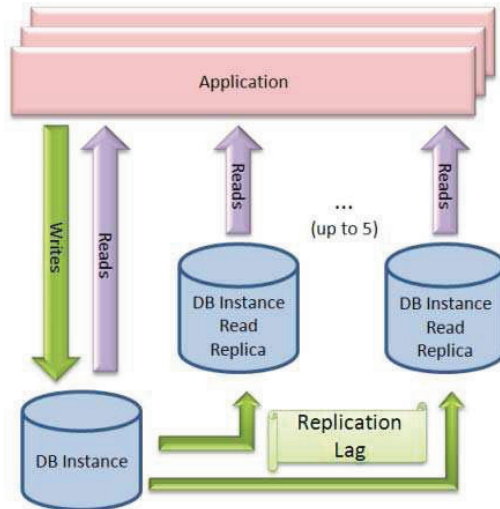 Application
Writes
Reads
Reads
...
(up to 5)
Reads
DB Instance
Read
Replica
DB Instance
Read
Replica
DB Instance
Replication
Lag